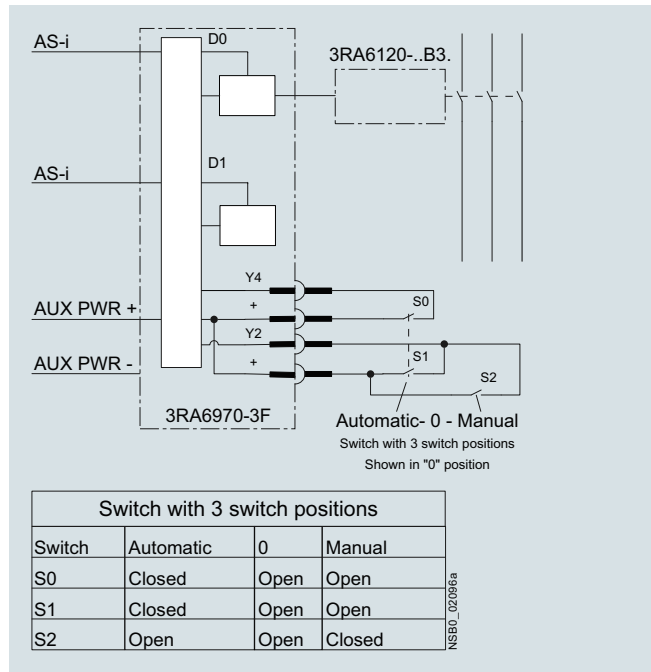 AS-i
D0
3RA6120-..B3.
AS-i
D1
Y4
+
S0
AUX PWR +
Y2
S1
AUX PWR -
+
S2
3RA6970-3F
Automatic- 0 - Manual
Switch with 3 switch positions
Shown in "0" position
Switch with 3 switch positions
Switch Automatic 0 Manual
S0 Closed Open Open
S1 Closed Open Open
S2 Open Open Closed
NSB0_02096a